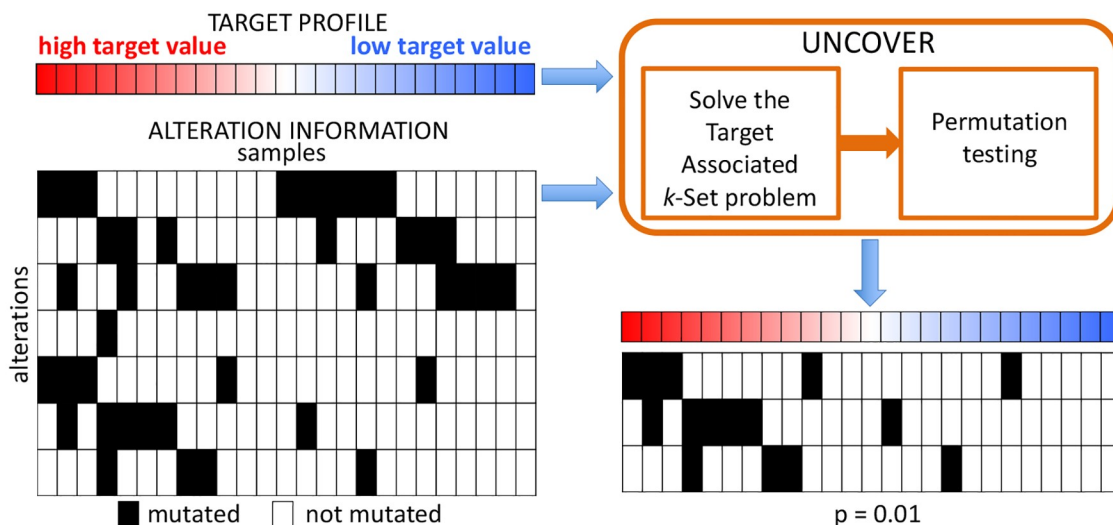 TARGET PROFILE
high target value
low target value
ALTERATION INFORMATION
samples
alterations
mutated
not mutated
UNCOVER
Solve the
Target
Associated
k-Set problem
Permutation
testing
p = 0.01